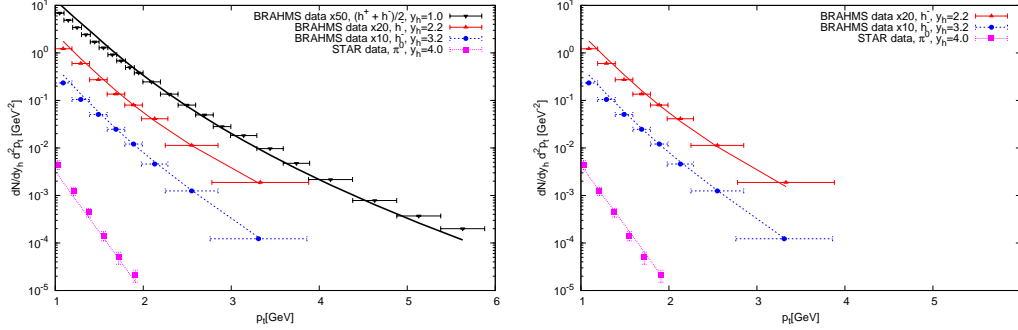 BRAHMS data x50, (h⁺ + h⁻)/2, y_h=1.0
BRAHMS data x20, h⁻, y_h=2.2
BRAHMS data x10, h⁻, y_h=3.2
STAR data, π⁰, y_h=4.0
10¹
10⁰
10⁻¹
10⁻²
10⁻³
10⁻⁴
10⁻⁵
dN/dy_h d²p_t [GeV⁻²]
1 2 3 4 5 6
p_t[GeV]
BRAHMS data x20, h⁻, y_h=2.2
BRAHMS data x10, h⁻, y_h=3.2
STAR data, π⁰, y_h=4.0
10¹
10⁰
10⁻¹
10⁻²
10⁻³
10⁻⁴
10⁻⁵
dN/dy_h d²p_t [GeV⁻²]
1 2 3 4 5 6
p_t[GeV]